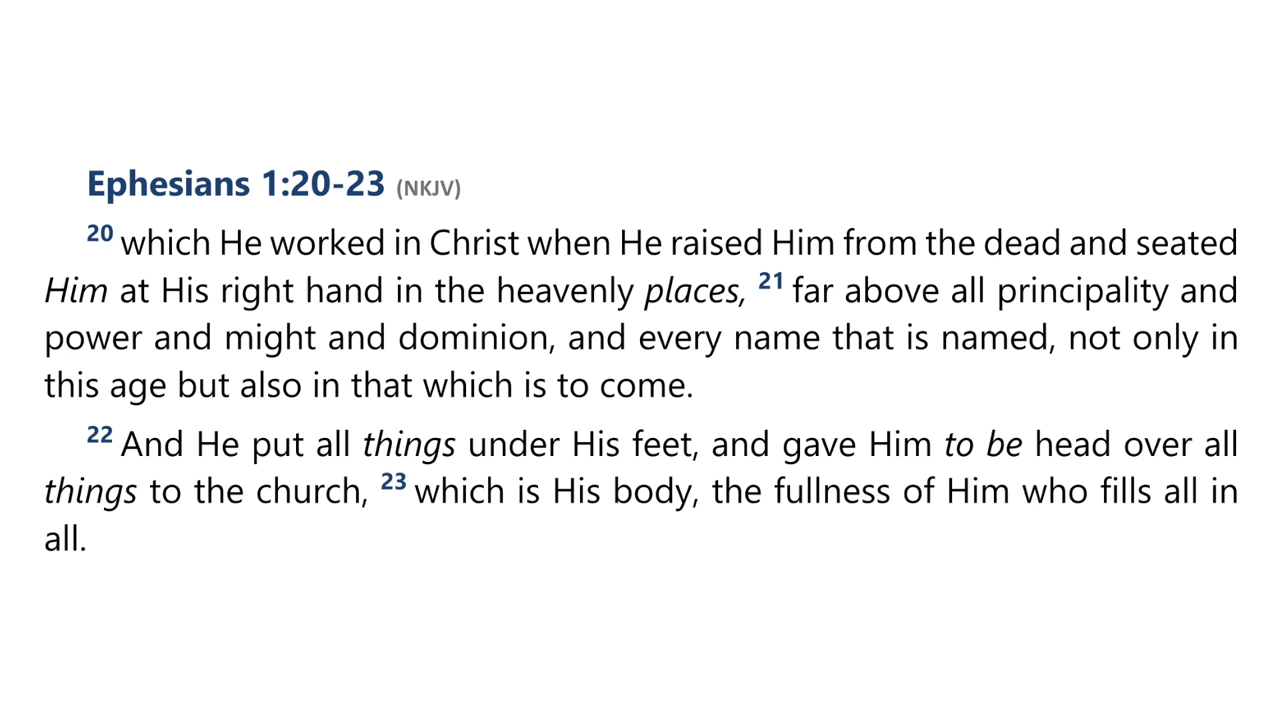 Ephesians 1:20-23 (NKJV)
20 which He worked in Christ when He raised Him from the dead and seated
Him at His right hand in the heavenly places, 21 far above all principality and
power and might and dominion, and every name that is named, not only in
this age but also in that which is to come.
22 And He put all things under His feet, and gave Him to be head over all
things to the church, 23 which is His body, the fullness of Him who fills all in
all.